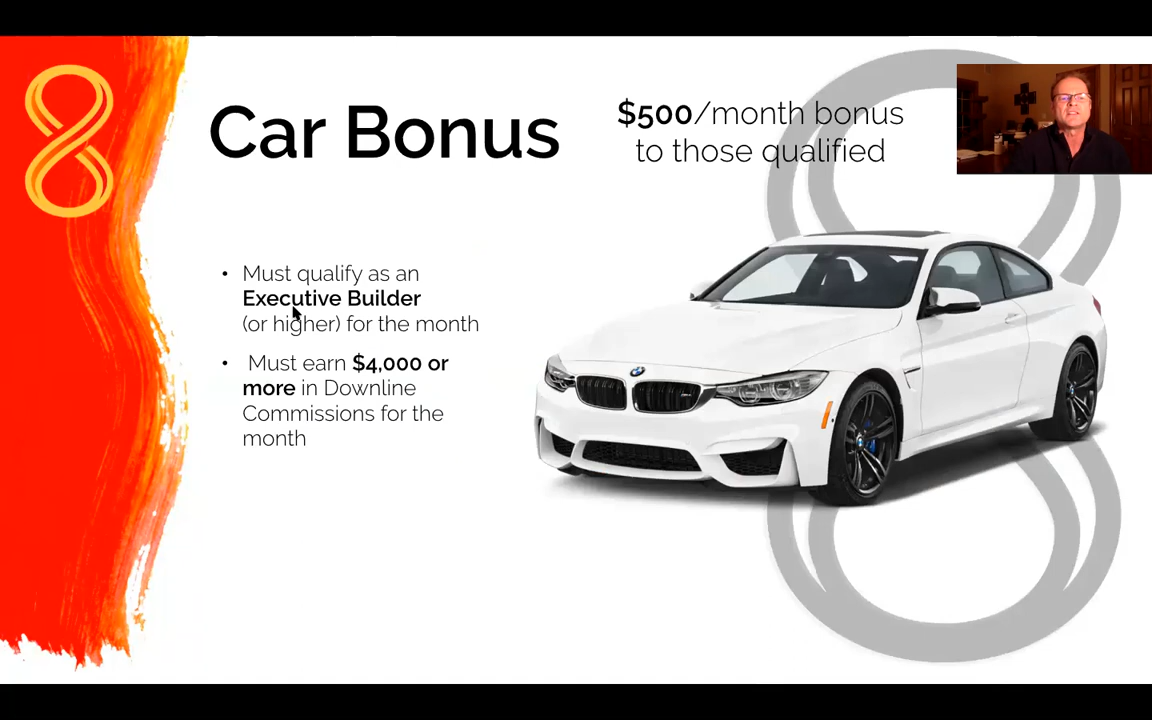 Car Bonus
$500/month bonus
to those qualified
• Must qualify as an
Executive Builder
(or higher) for the month
• Must earn $4,000 or
more in Downline
Commissions for the
month